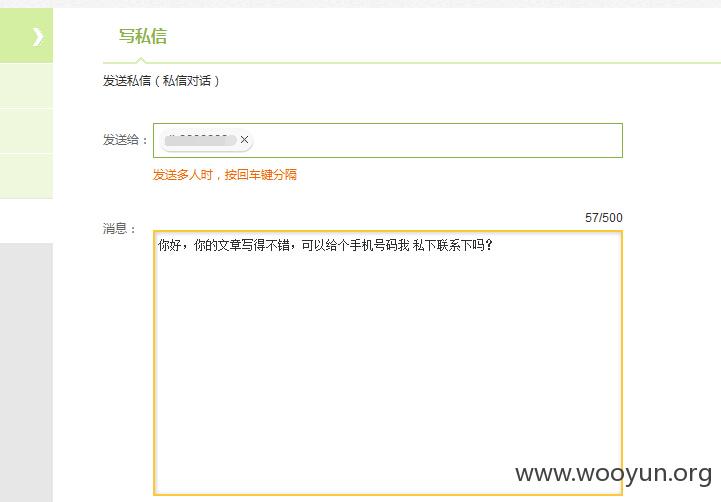 写私信
发送私信（私信对话）
发送给：
发送多人时，按回车键分隔
57/500
消息：
你好，你的文章写得不错，可以给个手机号码我 私下联系下吗？
www.wooyun.org